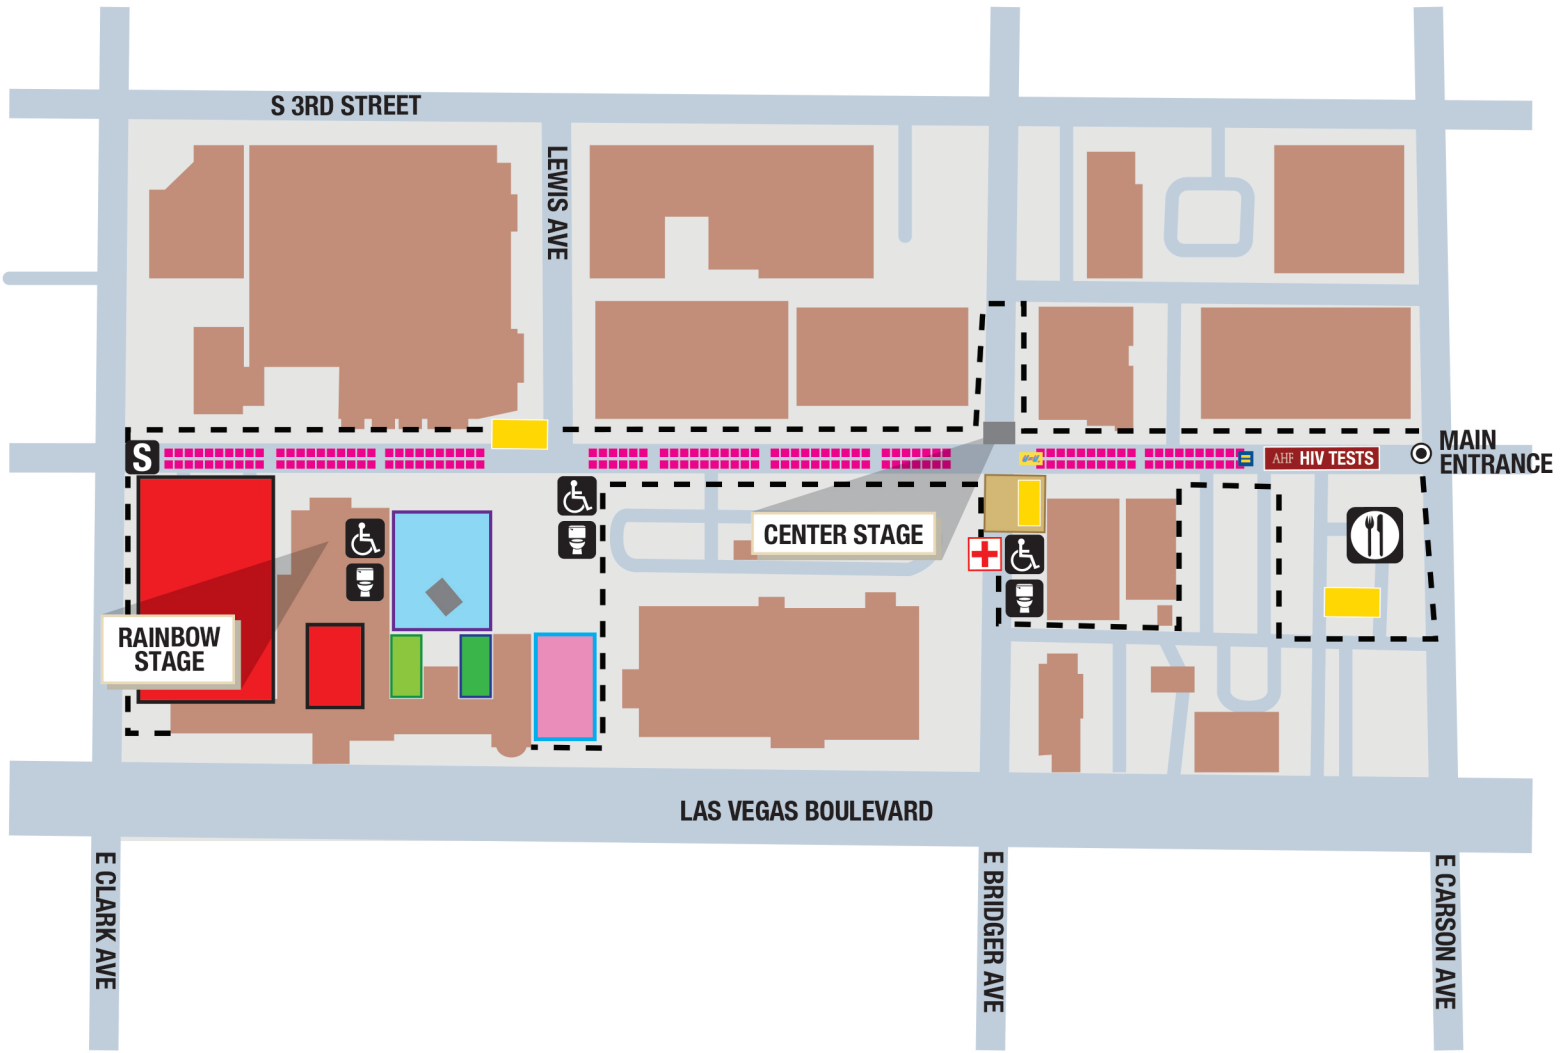 S 3RD STREET
LEWIS AVE
S
AHF HIV TESTS
MAIN
ENTRANCE
CENTER STAGE
RAINBOW
STAGE
LAS VEGAS BOULEVARD
E CLARK AVE
E BRIDGER AVE
E CARSON AVE